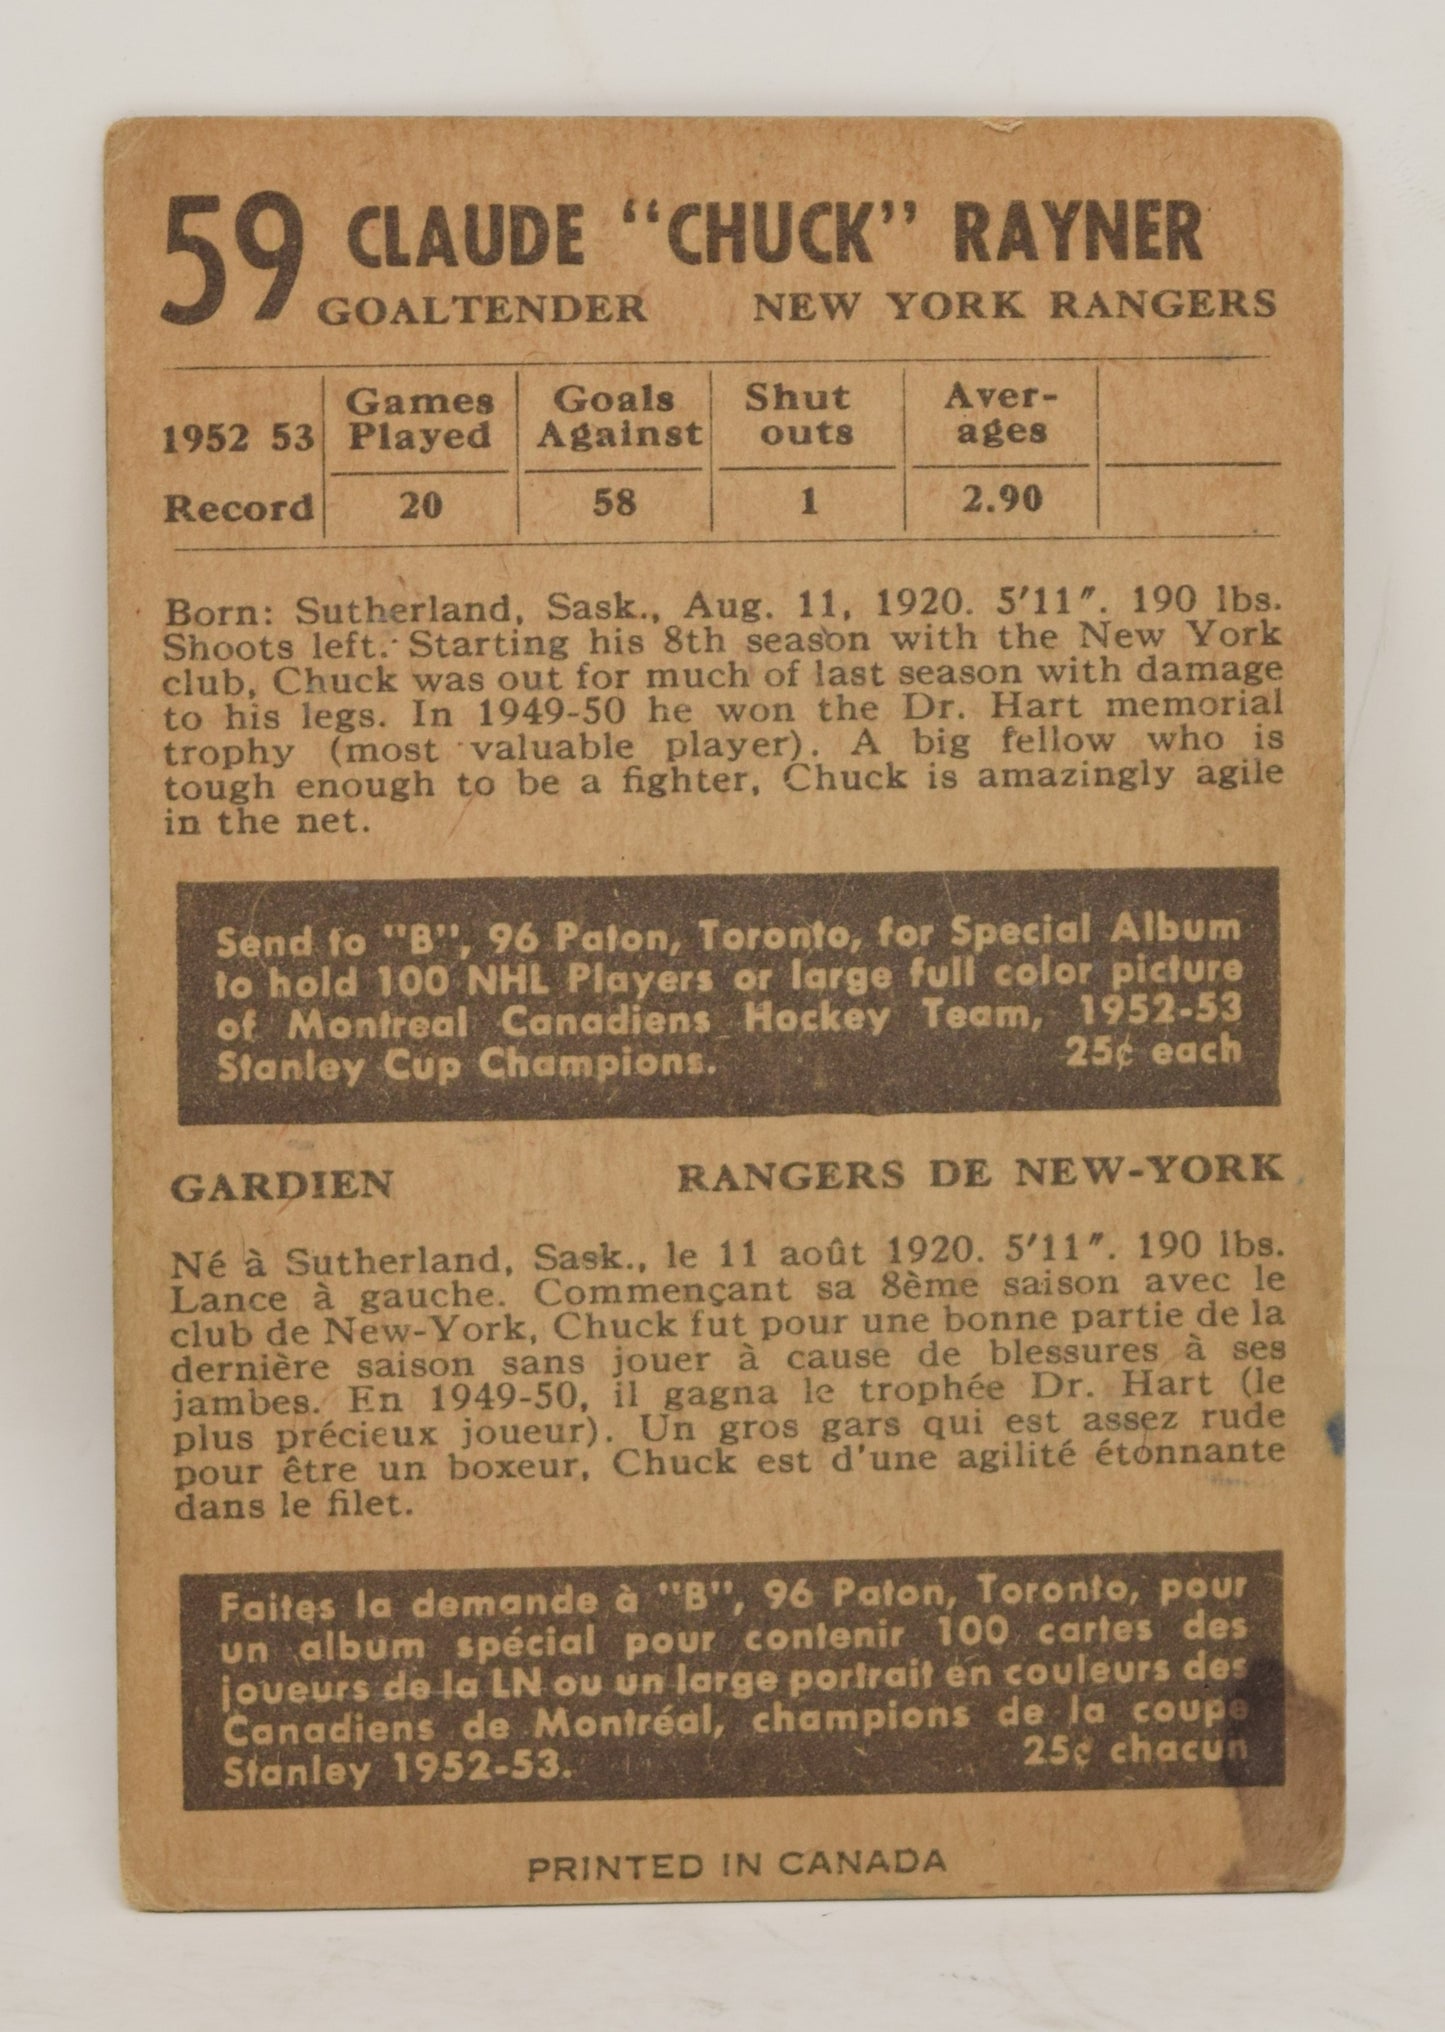 59 CLAUDE "CHUCK" RAYNER
GOALTENDER NEW YORK RANGERS
1952 53 Games Played Goals Against Shut outs Aver- ages
Record 20 58 1 2.90
Born: Sutherland, Sask., Aug. 11, 1920. 5'11". 190 lbs.
Shoots left. Starting his 8th season with the New York
club, Chuck was out for much of last season with damage
to his legs. In 1949-50 he won the Dr. Hart memorial
trophy (most valuable player). A big fellow who is
tough enough to be a fighter, Chuck is amazingly agile
in the net.
Send to "B", 96 Paton, Toronto, for Special Album
to hold 100 NHL Players or large full color picture
of Montreal Canadiens Hockey Team, 1952-53
Stanley Cup Champions. 25¢ each
GARDIEN RANGERS DE NEW-YORK
Né à Sutherland, Sask., le 11 août 1920. 5'11". 190 lbs.
Lance à gauche. Commençant sa 8ème saison avec le
club de New-York, Chuck fut pour une bonne partie de la
dernière saison sans jouer à cause de blessures à ses
jambes. En 1949-50, il gagna le trophée Dr. Hart (le
plus précieux joueur). Un gros gars qui est assez rude
pour être un boxeur, Chuck est d'une agilité étonnante
dans le filet.
Faites la demande à "B", 96 Paton, Toronto, pour
un album spécial pour contenir 100 cartes des
joueurs de la LN ou un large portrait en couleurs des
Canadiens de Montréal, champions de la coupe
Stanley 1952-53. 25¢ chacun
PRINTED IN CANADA